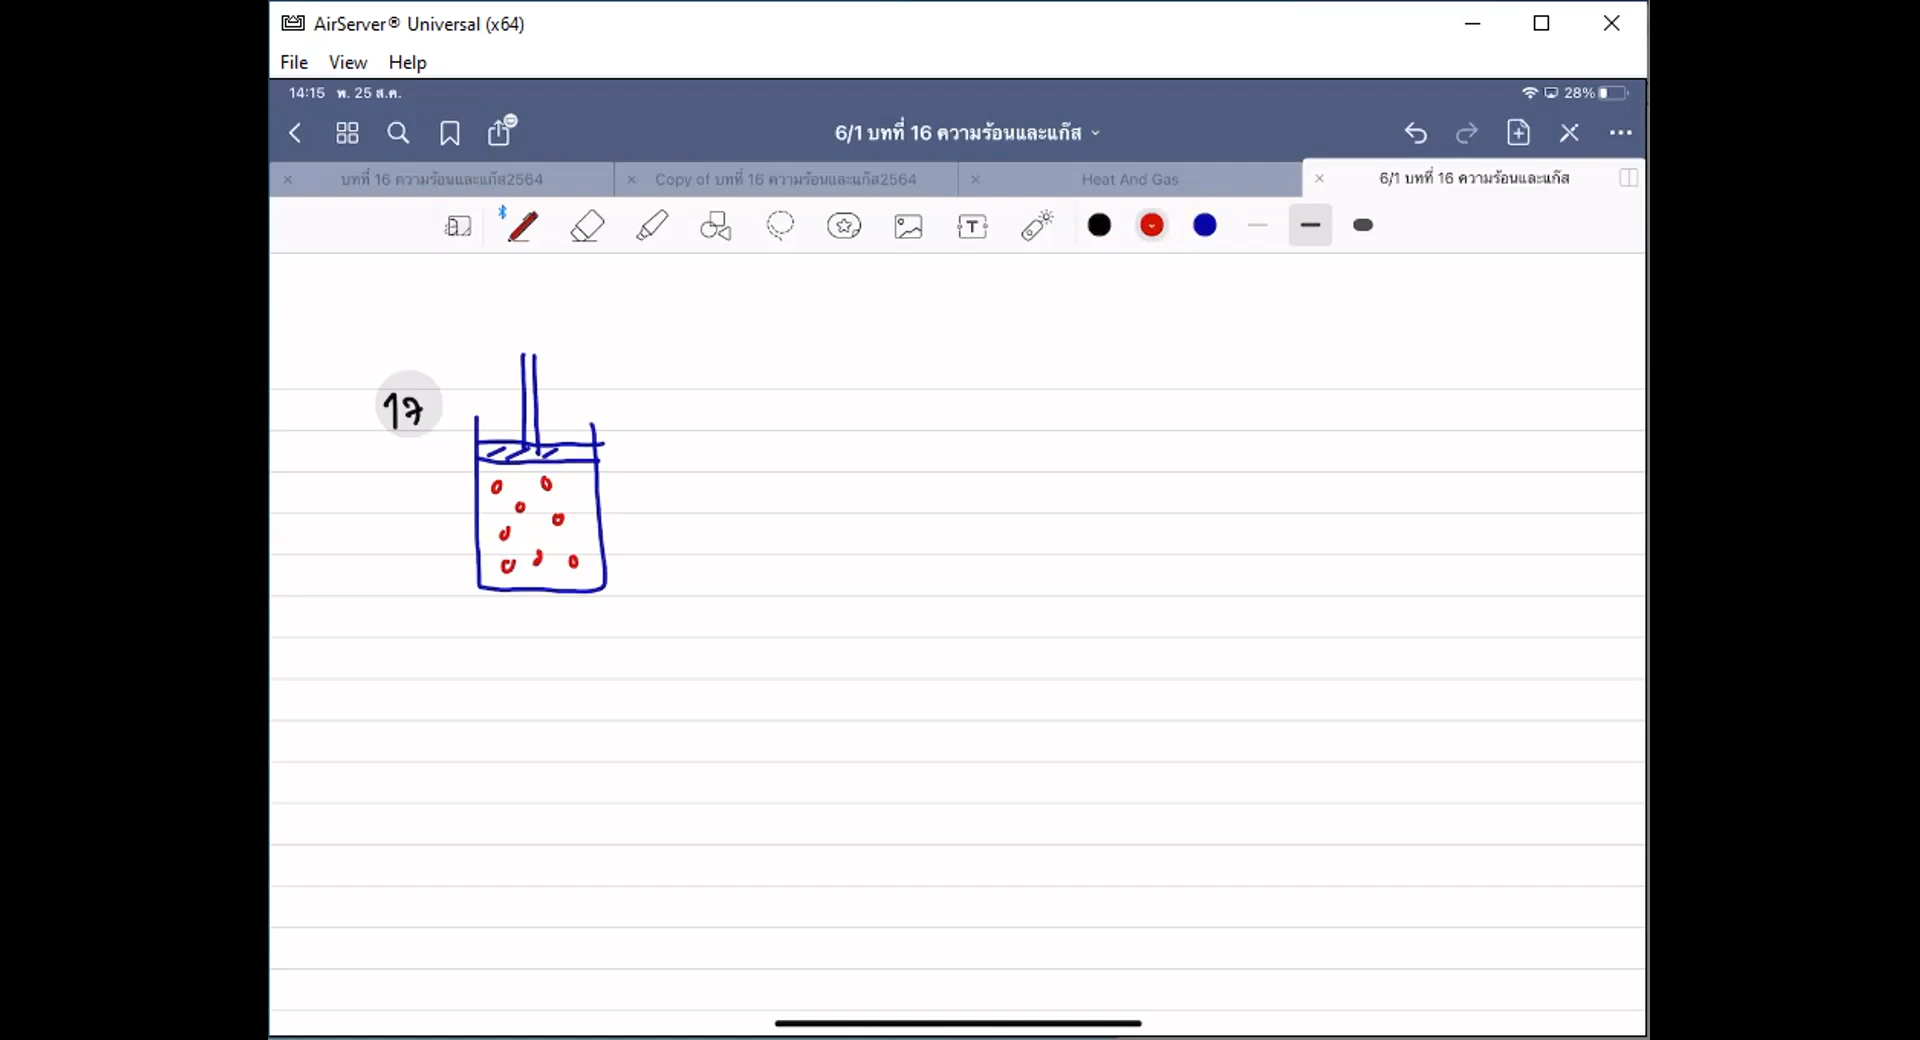 AirServer® Universal (x64)
File View Help
14:15 พ. 25 ส.ค. 28%
6/1 บทที่ 16 ความร้อนและแก๊ส
บทที่ 16 ความร้อนและแก๊ส2564 Copy of บทที่ 16 ความร้อนและแก๊ส2564 Heat And Gas 6/1 บทที่ 16 ความร้อนและแก๊ส
T
17